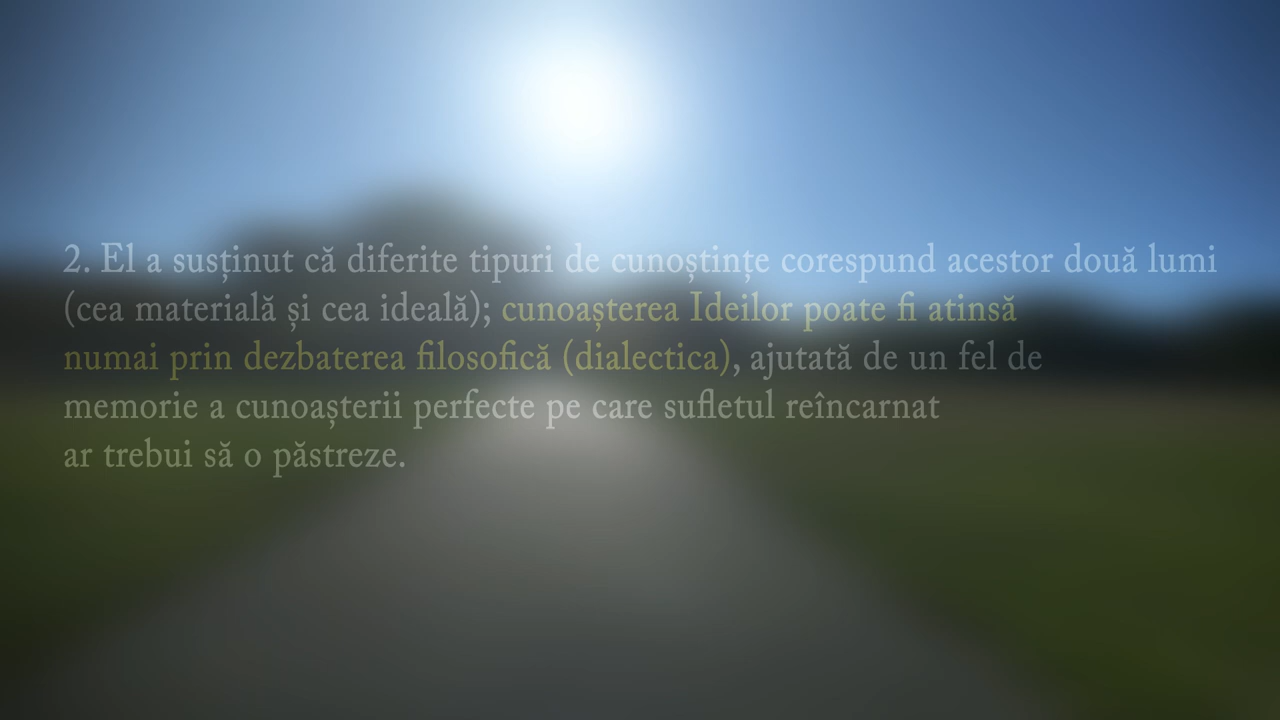 2. El a susținut că diferite tipuri de cunoștințe corespund acestor două lumi
(cea materială și cea ideală); cunoașterea Ideilor poate fi atinsă
numai prin dezbaterea filosofică (dialectica), ajutată de un fel de
memorie a cunoașterii perfecte pe care sufletul reîncarnat
ar trebui să o păstreze.